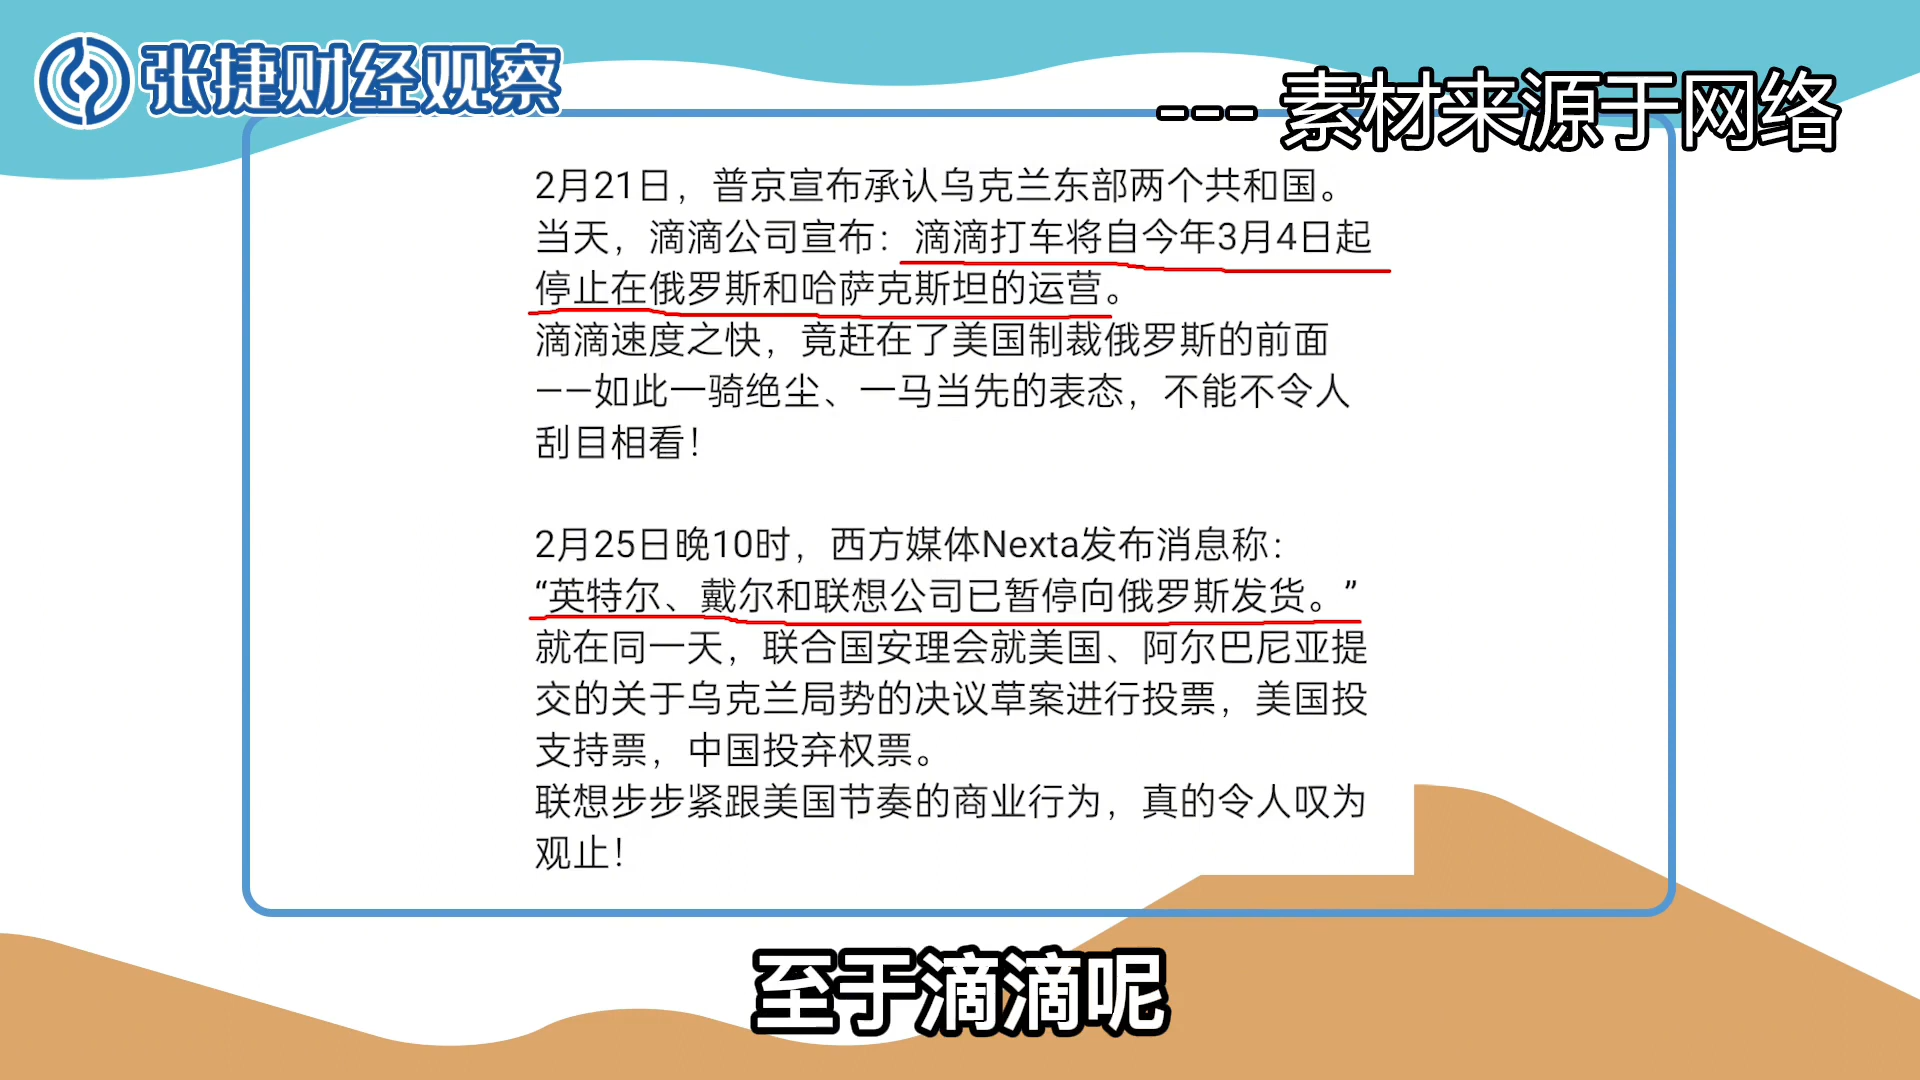 张捷财经观察
--- 素材来源于网络
2月21日，普京宣布承认乌克兰东部两个共和国。
当天，滴滴公司宣布：滴滴打车将自今年3月4日起
停止在俄罗斯和哈萨克斯坦的运营。
滴滴速度之快，竟赶在了美国制裁俄罗斯的前面
——如此一骑绝尘、一马当先的表态，不能不令人
刮目相看！
2月25日晚10时，西方媒体Nexta发布消息称：
“英特尔、戴尔和联想公司已暂停向俄罗斯发货。”
就在同一天，联合国安理会就美国、阿尔巴尼亚提
交的关于乌克兰局势的决议草案进行投票，美国投
支持票，中国投弃权票。
联想步步紧跟美国节奏的商业行为，真的令人叹为
观止！
至于滴滴呢